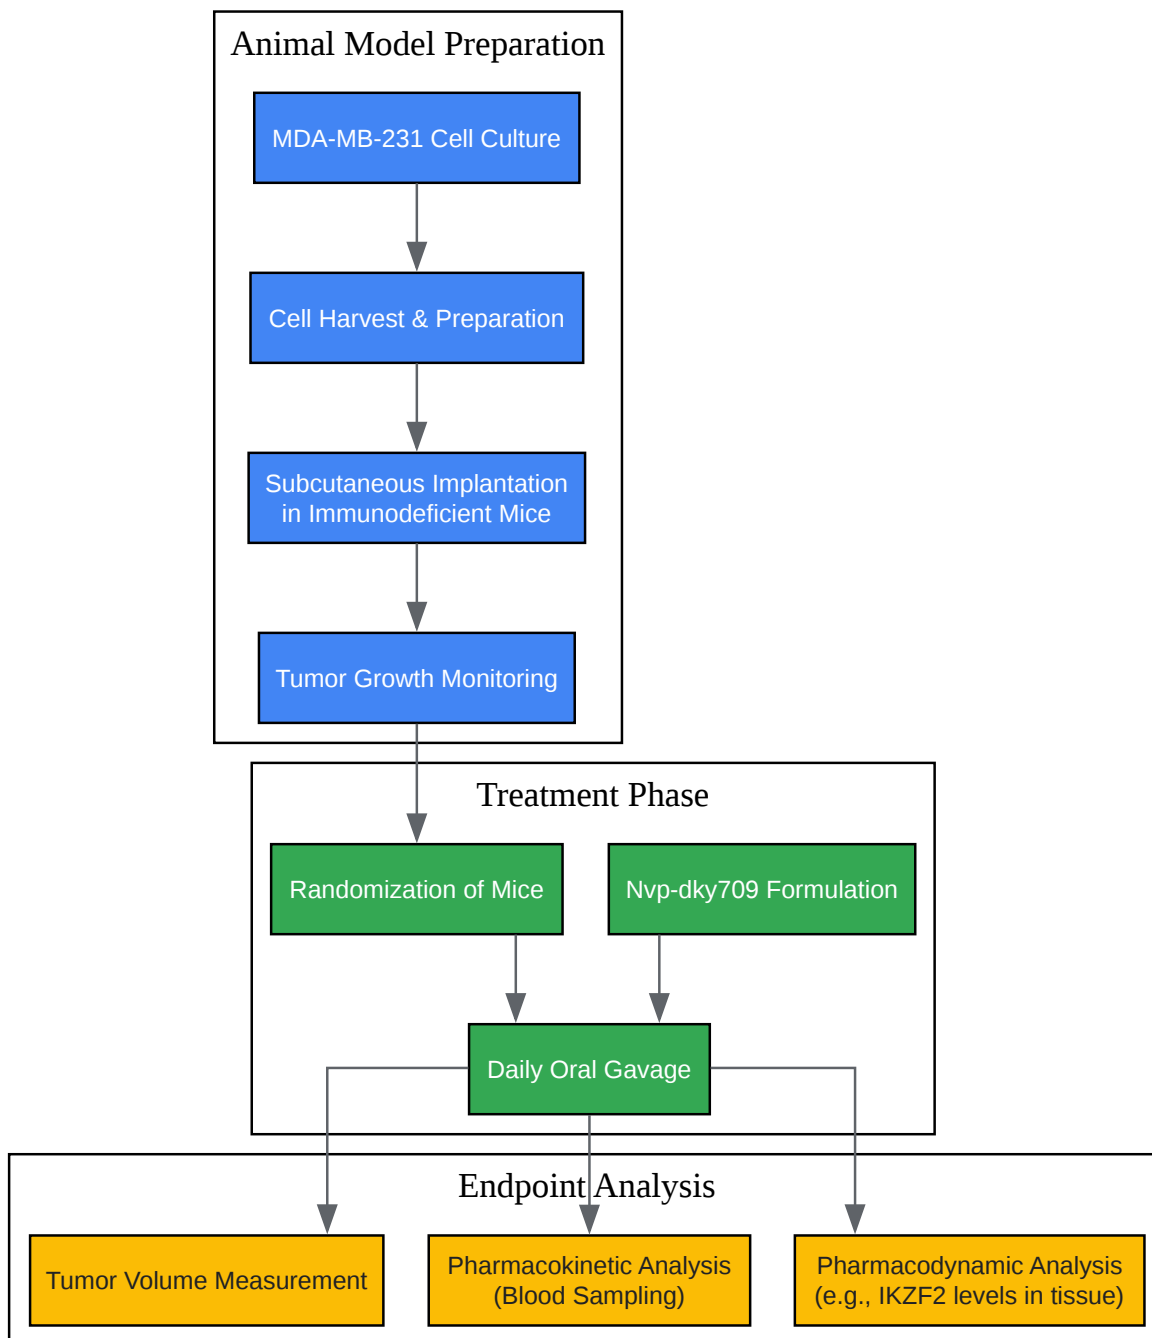 Animal Model Preparation
MDA-MB-231 Cell Culture
Cell Harvest & Preparation
Subcutaneous Implantation
in Immunodeficient Mice
Tumor Growth Monitoring
Treatment Phase
Randomization of Mice
Nvp-dky709 Formulation
Daily Oral Gavage
Endpoint Analysis
Tumor Volume Measurement
Pharmacokinetic Analysis
(Blood Sampling)
Pharmacodynamic Analysis
(e.g., IKZF2 levels in tissue)